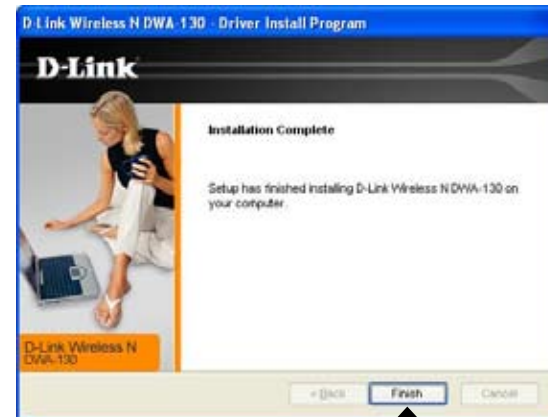 D-Link Wireless N DWA-130 - Driver Install Program
D-Link
Installation Complete
Setup has finished installing D-Link Wireless N DWA-130 on
your computer.
D-Link Wireless N
DWA-130
< Back
Finish
Cancel